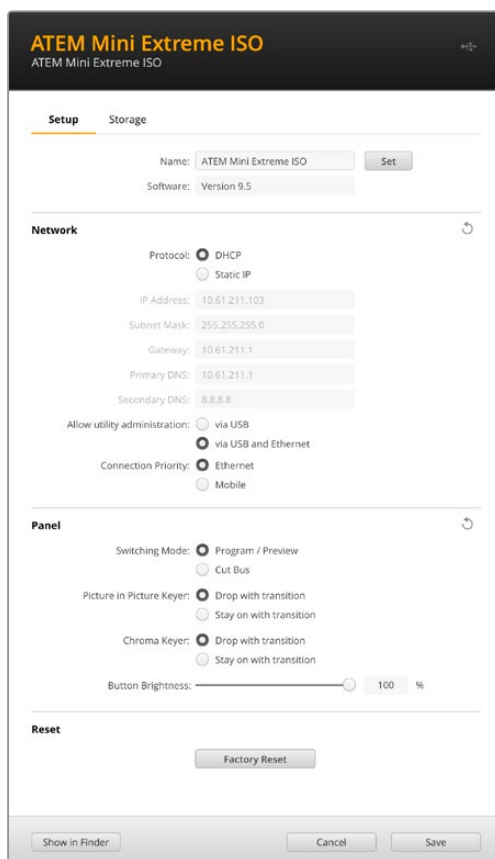 ATEM Mini Extreme ISO
ATEM Mini Extreme ISO
Setup Storage
Name: ATEM Mini Extreme ISO Set
Software: Version 9.5
Network
Protocol: DHCP
Static IP
IP Address: 10.61.211.103
Subnet Mask: 255.255.255.0
Gateway: 10.61.211.1
Primary DNS: 10.61.211.1
Secondary DNS: 8.8.8.8
Allow utility administration: via USB
via USB and Ethernet
Connection Priority: Ethernet
Mobile
Panel
Switching Mode: Program / Preview
Cut Bus
Picture in Picture Keyer: Drop with transition
Stay on with transition
Chroma Keyer: Drop with transition
Stay on with transition
Button Brightness: 100 %
Reset
Factory Reset
Show in Finder Cancel Save